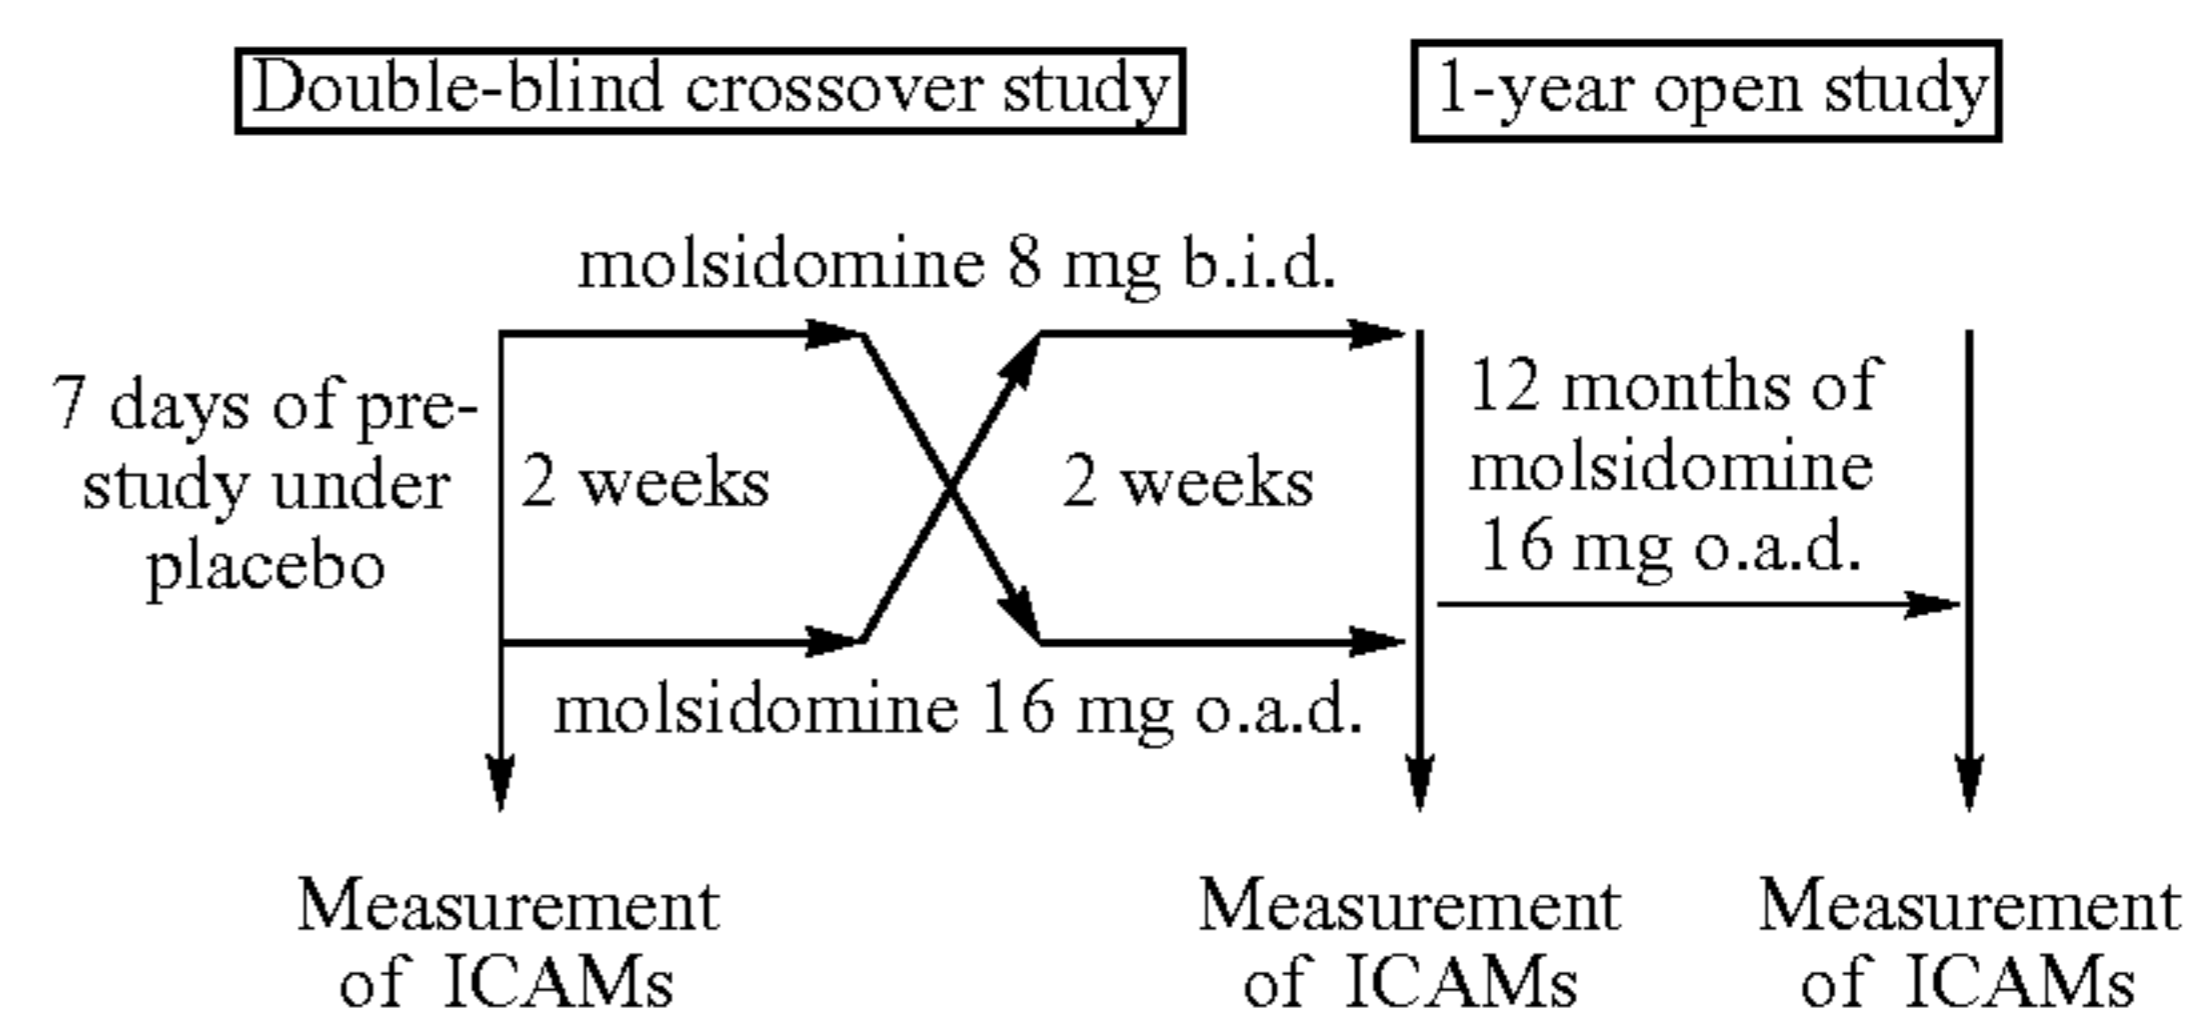 Double-blind crossover study
1-year open study
molsidomine 8 mg b.i.d.
7 days of pre-
study under
placebo
2 weeks
2 weeks
12 months of
molsidomine
16 mg o.a.d.
molsidomine 16 mg o.a.d.
Measurement
of ICAMs
Measurement
of ICAMs
Measurement
of ICAMs